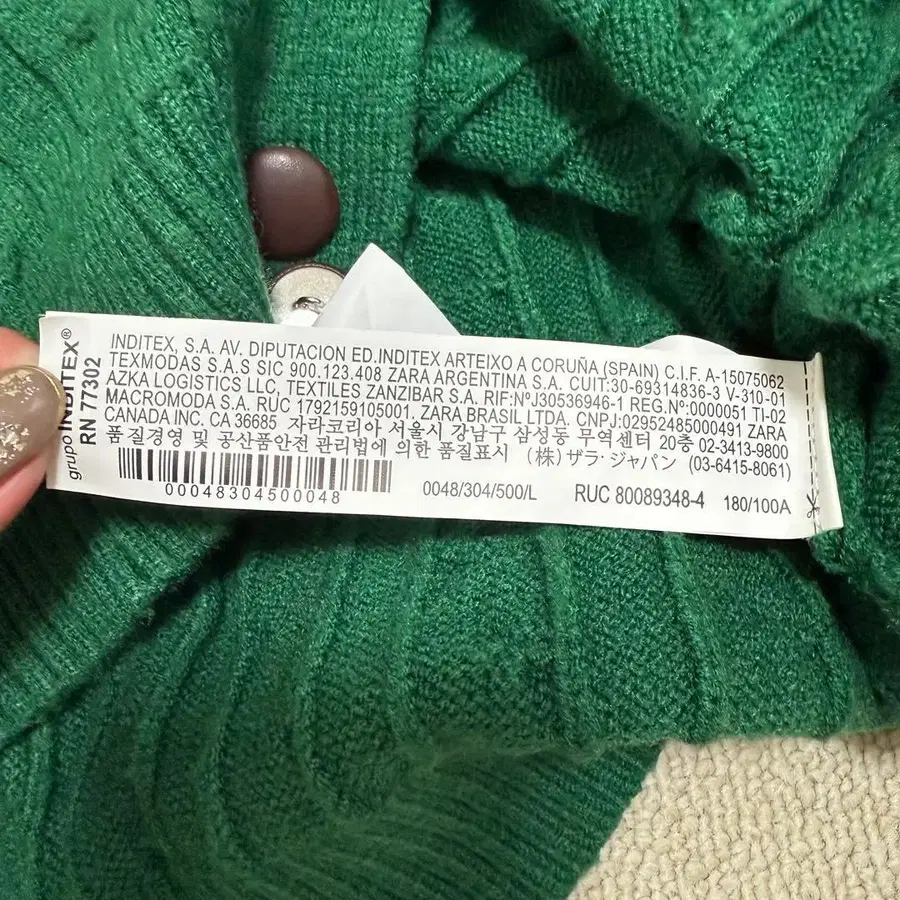 grupo INDITEX®
RN 77302
INDITEX, S.A. AV. DIPUTACION ED.INDITEX ARTEIXO A CORUÑA (SPAIN) C.I.F. A-15075062
TEXMODAS S.A.S SIC 900.123.408 ZARA ARGENTINA S.A. CUIT:30-69314836-3 V-310-01
AZKA LOGISTICS LLC, TEXTILES ZANZIBAR S.A. RIF:NºJ30536946-1 REG.Nº:0000051 TI-02
MACROMODA S.A. RUC 1792159105001. ZARA BRASIL LTDA. CNPJ:02952485000491 ZARA
CANADA INC. CA 36685 자라코리아 서울시 강남구 삼성동 무역센터 20층 02-3413-9800
품질경영 및 공산품안전 관리법에 의한 품질표시 (株) ザラ・ジャパン (03-6415-8061)
00048304500048
0048/304/500/L RUC 80089348-4 180/100A